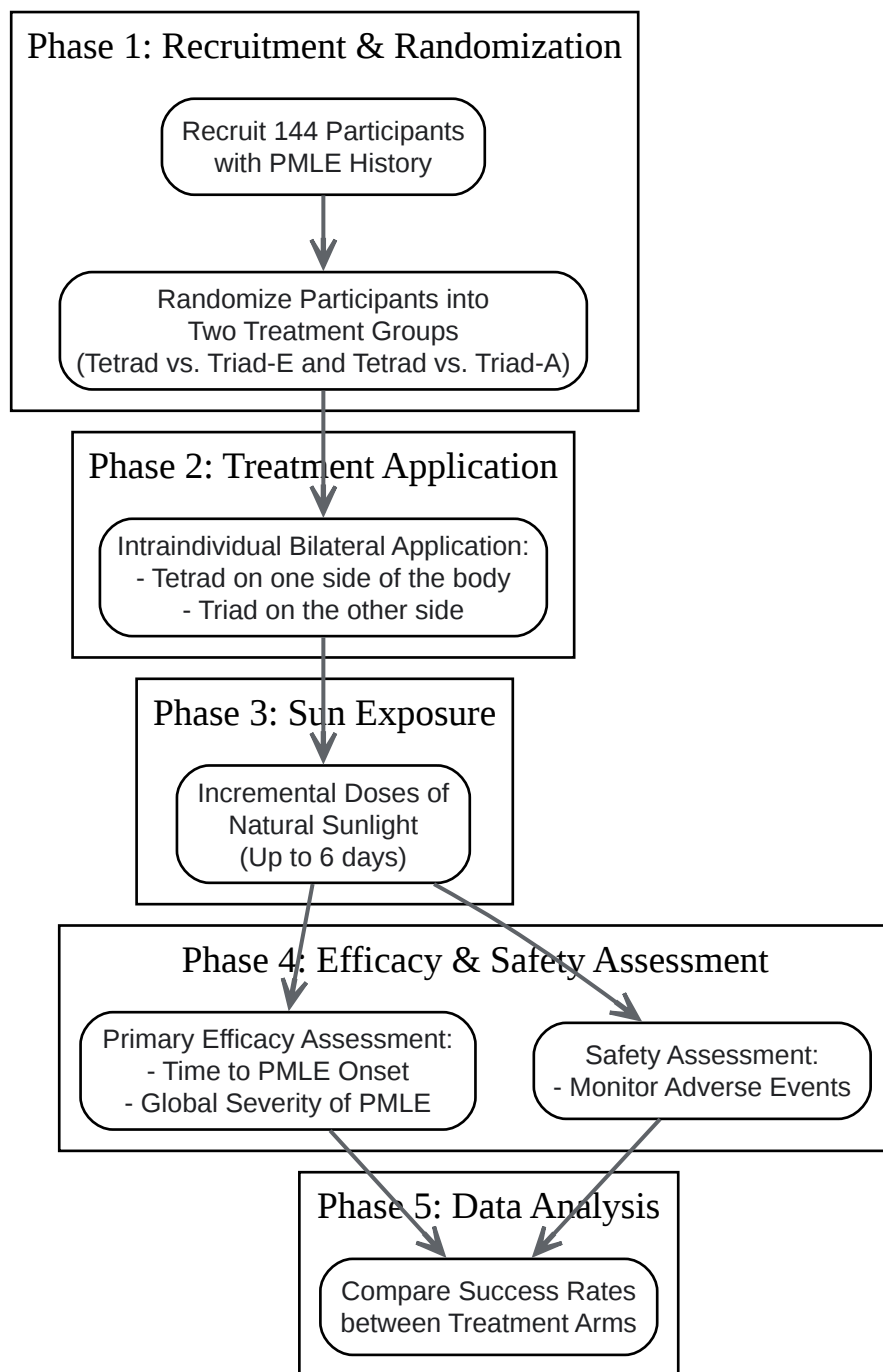 Phase 1: Recruitment & Randomization
Recruit 144 Participants
with PMLE History
Randomize Participants into
Two Treatment Groups
(Tetrad vs. Triad-E and Tetrad vs. Triad-A)
Phase 2: Treatment Application
Intraindividual Bilateral Application:
- Tetrad on one side of the body
- Triad on the other side
Phase 3: Sun Exposure
Incremental Doses of
Natural Sunlight
(Up to 6 days)
Phase 4: Efficacy & Safety Assessment
Primary Efficacy Assessment:
- Time to PMLE Onset
- Global Severity of PMLE
Safety Assessment:
- Monitor Adverse Events
Phase 5: Data Analysis
Compare Success Rates
between Treatment Arms